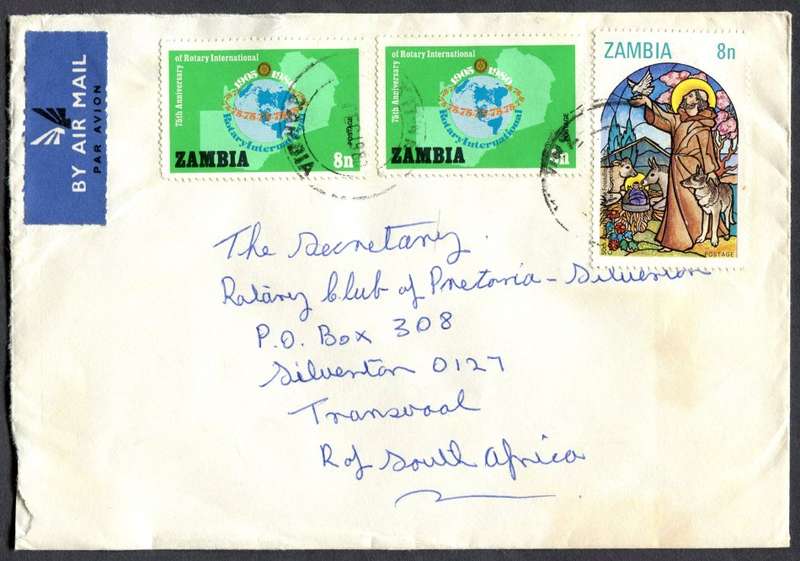 BY AIR MAIL
PAR AVION
75th Anniversary
of Rotary International
1905 1980
Rotary International
POSTAGE
ZAMBIA 8n
75th Anniversary
of Rotary International
1905 1980
Rotary International
POSTAGE
ZAMBIA
ZAMBIA 8n
POSTAGE
The Secretary
Rotary Club of Pretoria - Silverton
P.O. Box 308
Silverton 0127
Transvaal
R of South Africa